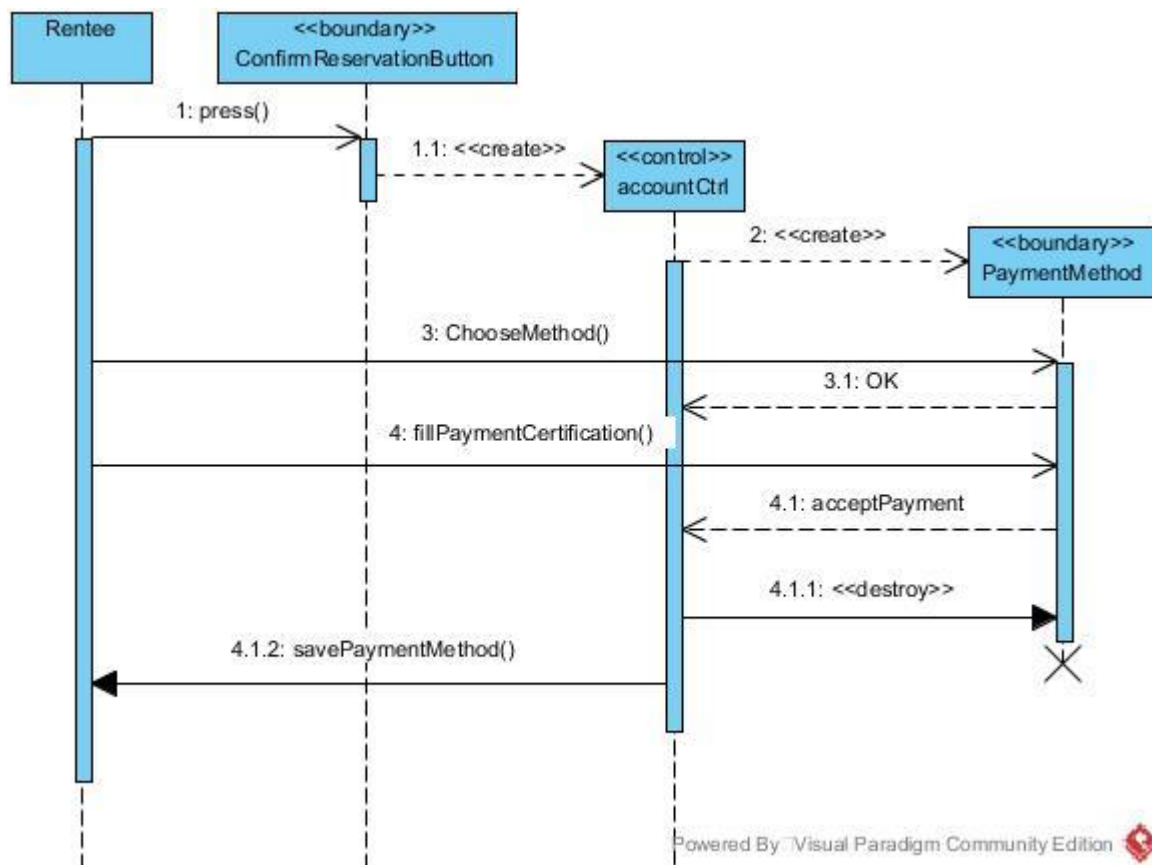 Rentee
<<boundary>>
ConfirmReservationButton
1: press()
1.1: <<create>>
<<control>>
accountCtrl
2: <<create>>
<<boundary>>
PaymentMethod
3: ChooseMethod()
3.1: OK
4: fillPaymentCertification()
4.1: acceptPayment
4.1.1: <<destroy>>
4.1.2: savePaymentMethod()
Powered By Visual Paradigm Community Edition